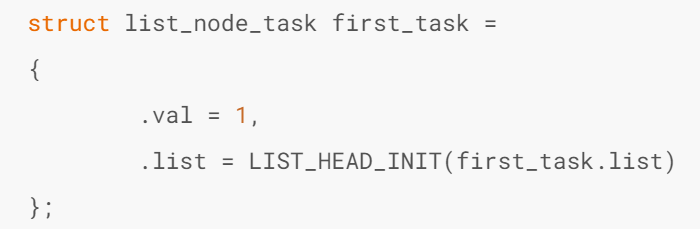 struct list_node_task first_task =
{
.val = 1,
.list = LIST_HEAD_INIT(first_task.list)
};